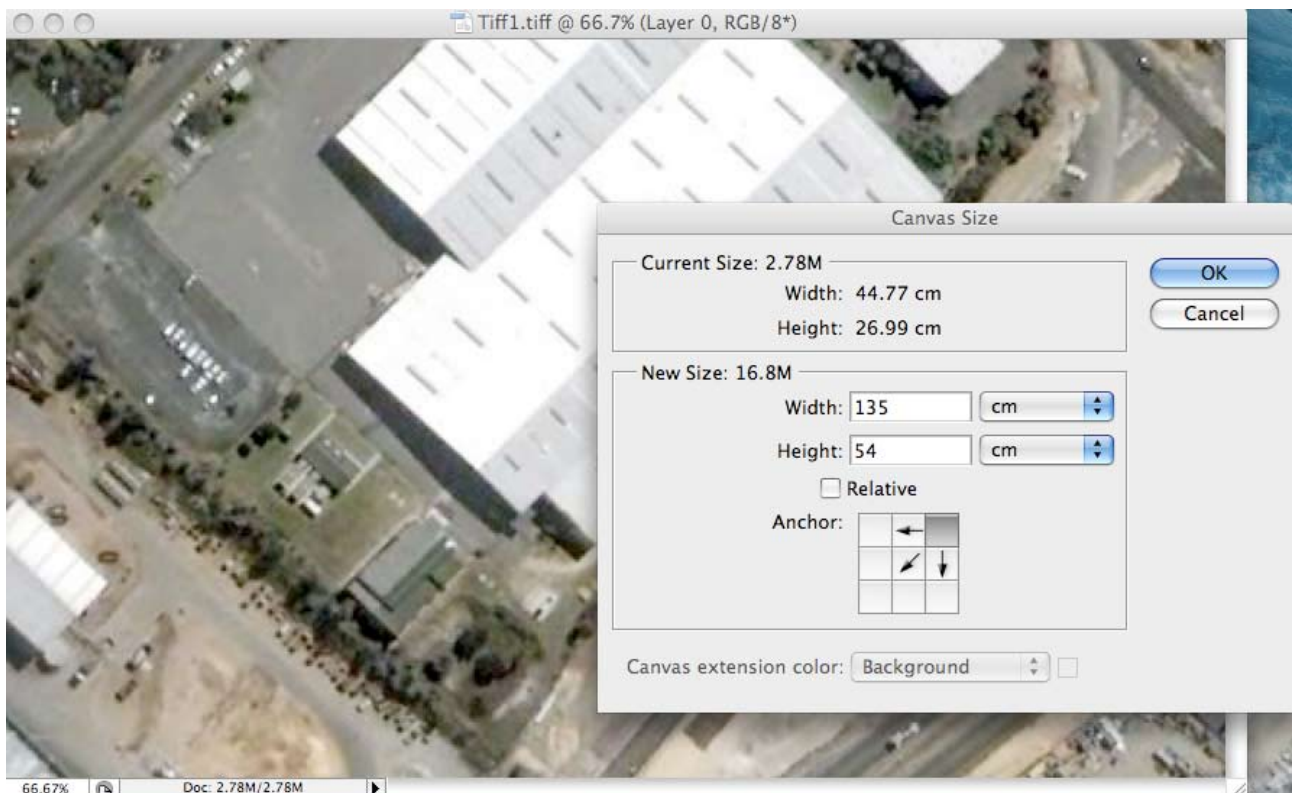 Tiff1.tiff @ 66.7% (Layer 0, RGB/8*)
Canvas Size
Current Size: 2.78M
Width: 44.77 cm
Height: 26.99 cm
OK
Cancel
New Size: 16.8M
Width: 135 cm
Height: 54 cm
Relative
Anchor:
Canvas extension color: Background
66.67% Doc: 2.78M/2.78M